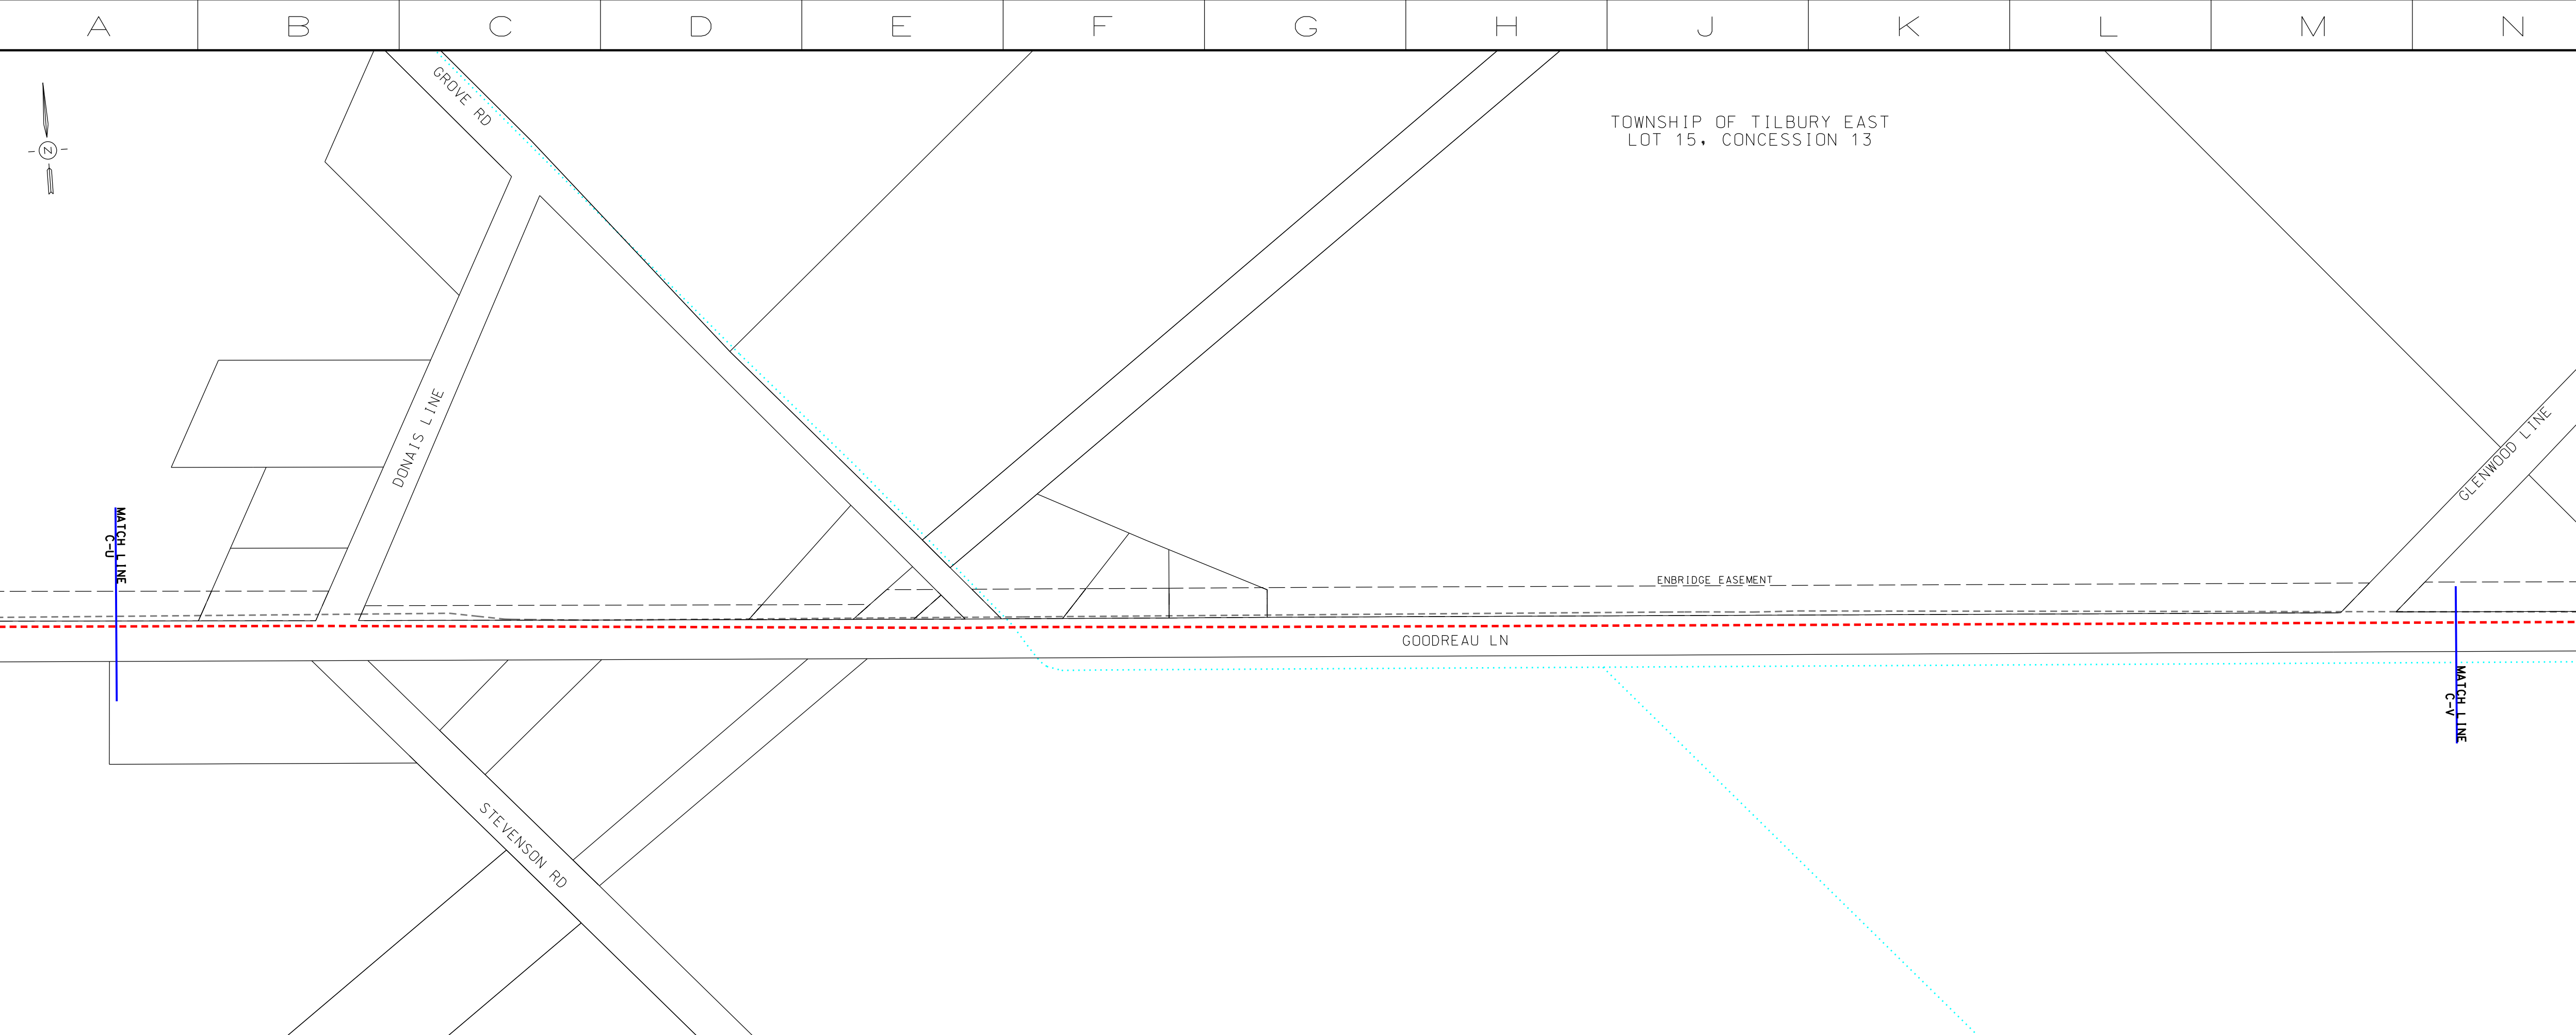 A B C D E F G H J K L M N
GROVE RD
TOWNSHIP OF TILBURY EAST
LOT 15, CONCESSION 13
N
DONAIS LINE
GLENWOOD LINE
MATCH LINE
C-U
ENBRIDGE EASEMENT
GOODREAU LN
MATCH LINE
C-V
STEVENSON RD